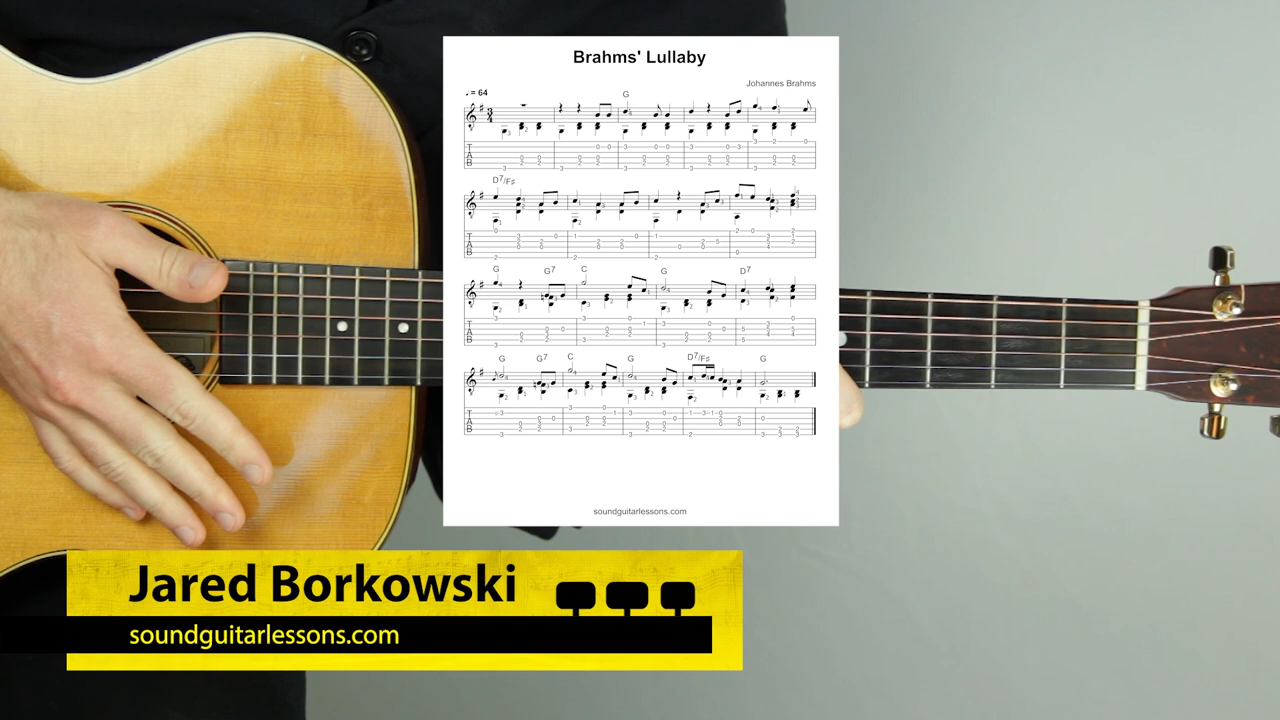 Brahms' Lullaby
Johannes Brahms
= 64
G
D7/F♯
G G7 C G D7
G G7 C G D7/F♯ G
soundguitarlessons.com
Jared Borkowski
soundguitarlessons.com